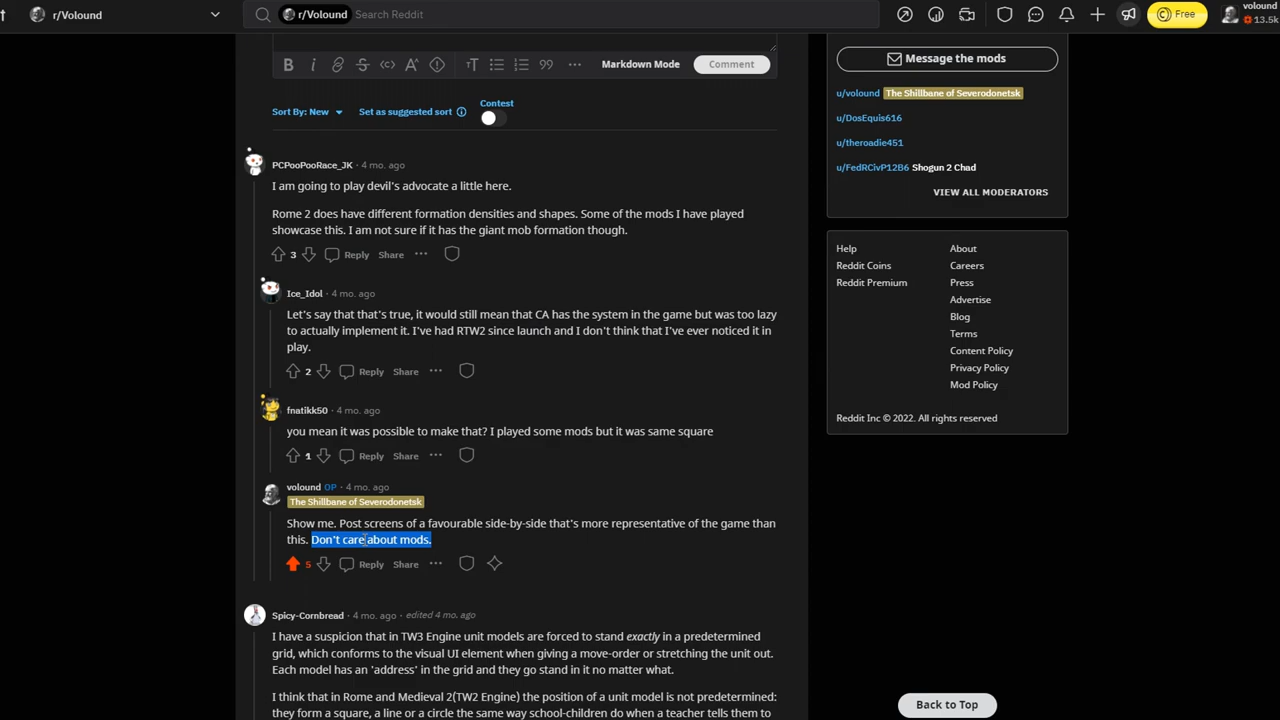 r/Volound
r/Volound Search Reddit
Free
volound
13.5k
Markdown Mode
Comment
Sort By: New
Set as suggested sort
Contest
PCPooPooRace_JK · 4 mo. ago
I am going to play devil's advocate a little here.
Rome 2 does have different formation densities and shapes. Some of the mods I have played
showcase this. I am not sure if it has the giant mob formation though.
3 Reply Share ···
Ice_Idol · 4 mo. ago
Let's say that that's true, it would still mean that CA has the system in the game but was too lazy
to actually implement it. I've had RTW2 since launch and I don't think that I've ever noticed it in
play.
2 Reply Share ···
fnatikk50 · 4 mo. ago
you mean it was possible to make that? I played some mods but it was same square
1 Reply Share ···
volound OP · 4 mo. ago
The Shillbane of Severodonetsk
Show me. Post screens of a favourable side-by-side that's more representative of the game than
this. Don't care about mods.
5 Reply Share ···
Spicy-Cornbread · 4 mo. ago · edited 4 mo. ago
I have a suspicion that in TW3 Engine unit models are forced to stand exactly in a predetermined
grid, which conforms to the visual UI element when giving a move-order or stretching the unit out.
Each model has an 'address' in the grid and they go stand in it no matter what.
I think that in Rome and Medieval 2(TW2 Engine) the position of a unit model is not predetermined:
they form a square, a line or a circle the same way school-children do when a teacher tells them to
Message the mods
u/volound The Shillbane of Severodonetsk
u/DosEquis616
u/theroadie451
u/FedRCivP12B6 Shogun 2 Chad
VIEW ALL MODERATORS
Help About
Reddit Coins Careers
Reddit Premium Press
Advertise
Blog
Terms
Content Policy
Privacy Policy
Mod Policy
Reddit Inc © 2022. All rights reserved
Back to Top